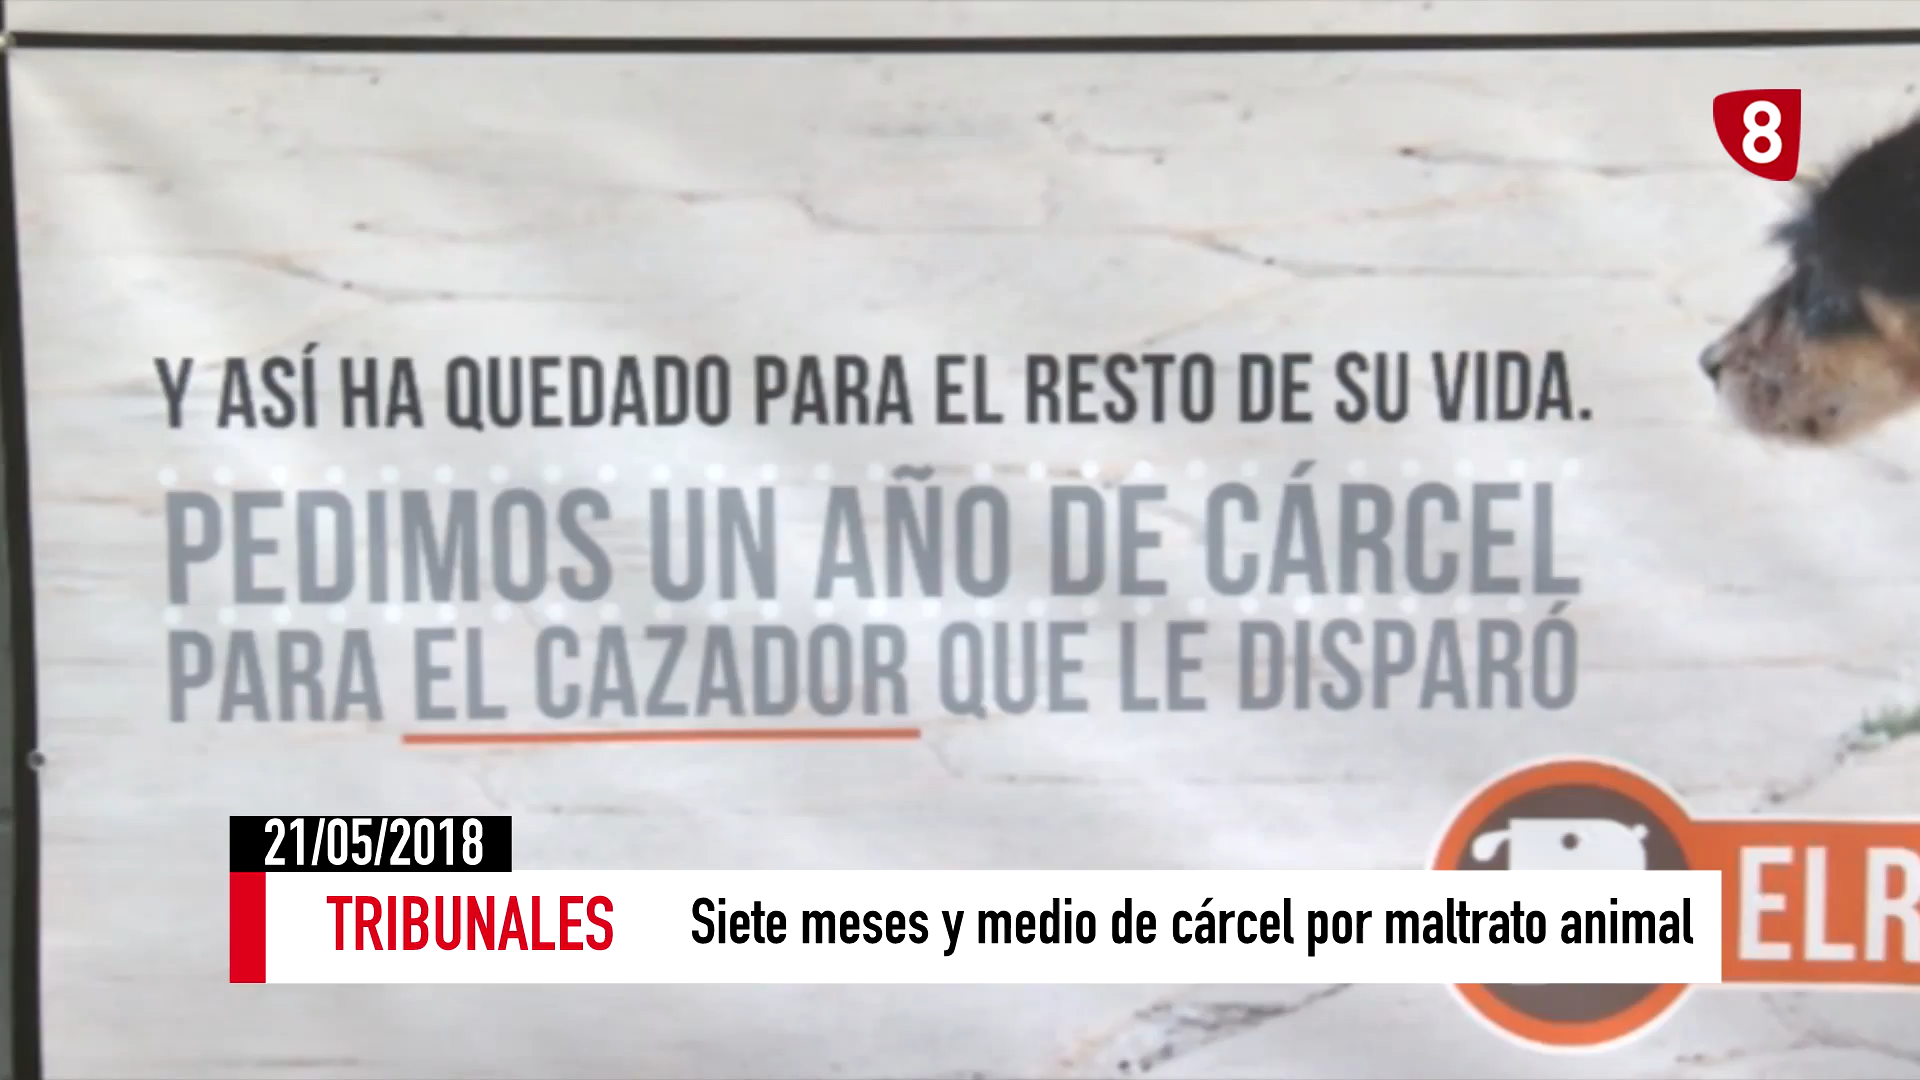 8
Y ASÍ HA QUEDADO PARA EL RESTO DE SU VIDA.
PEDIMOS UN AÑO DE CÁRCEL
PARA EL CAZADOR QUE LE DISPARÓ
21/05/2018
TRIBUNALES Siete meses y medio de cárcel por maltrato animal